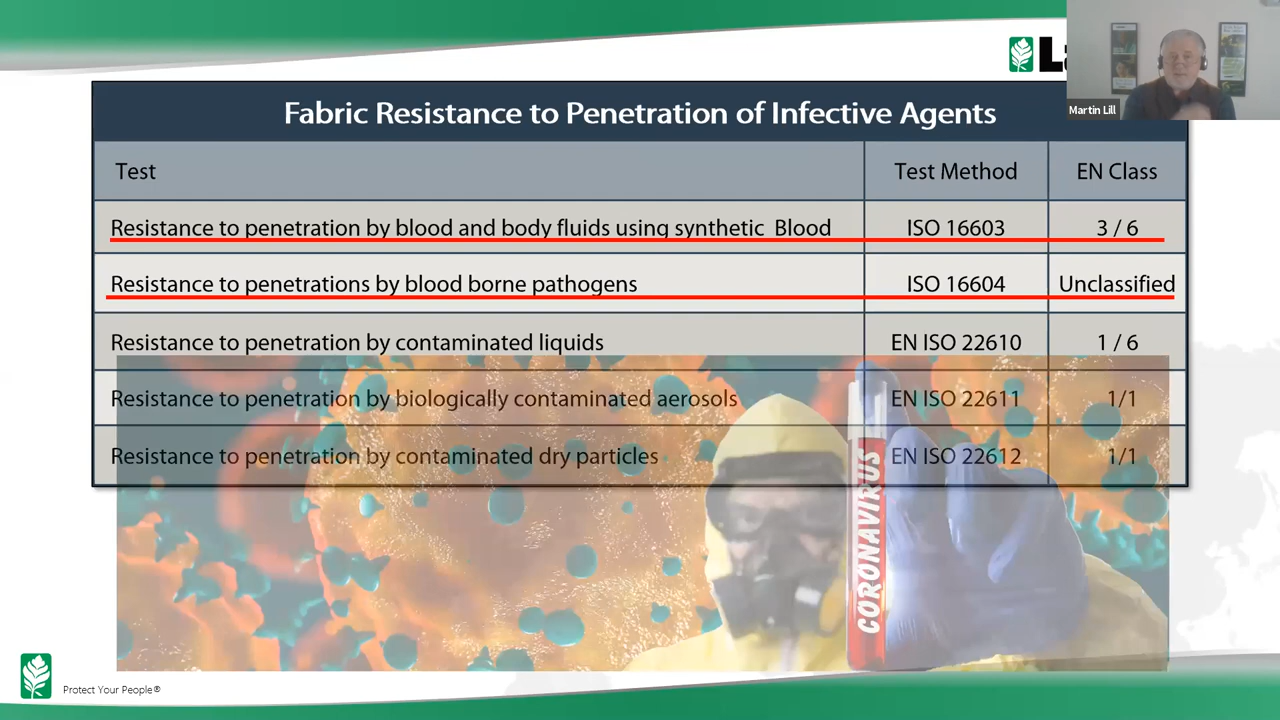 La
Martin Lill
Fabric Resistance to Penetration of Infective Agents
Test Test Method EN Class
Resistance to penetration by blood and body fluids using synthetic Blood ISO 16603 3 / 6
Resistance to penetrations by blood borne pathogens ISO 16604 Unclassified
Resistance to penetration by contaminated liquids EN ISO 22610 1 / 6
Resistance to penetration by biologically contaminated aerosols EN ISO 22611 1/1
Resistance to penetration by contaminated dry particles EN ISO 22612 1/1
CORONAVIRUS
Protect Your People®